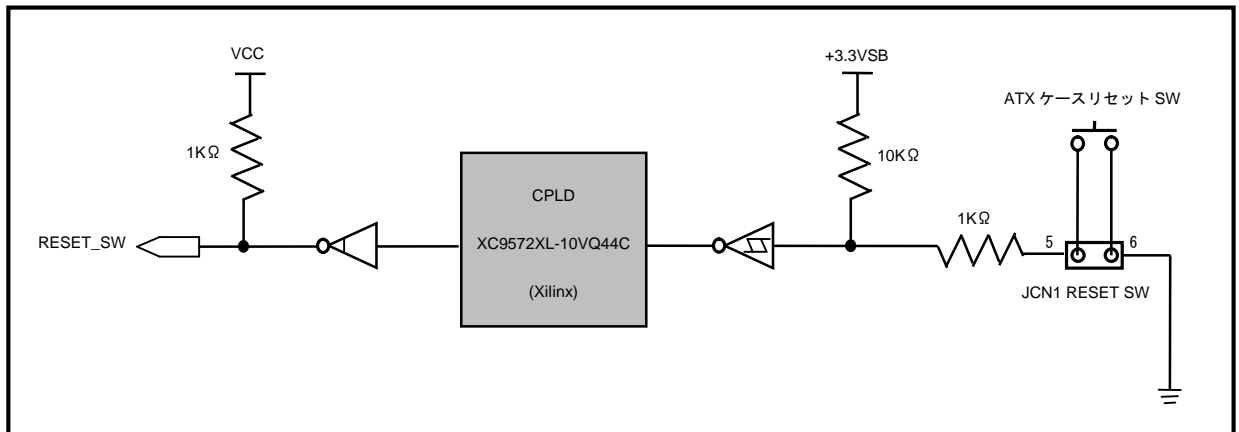 VCC
+3.3VSB
ATX ケースリセット SW
1KΩ
10KΩ
CPLD
1KΩ
RESET_SW
XC9572XL-10VQ44C
5
6
(Xilinx)
JCN1 RESET SW